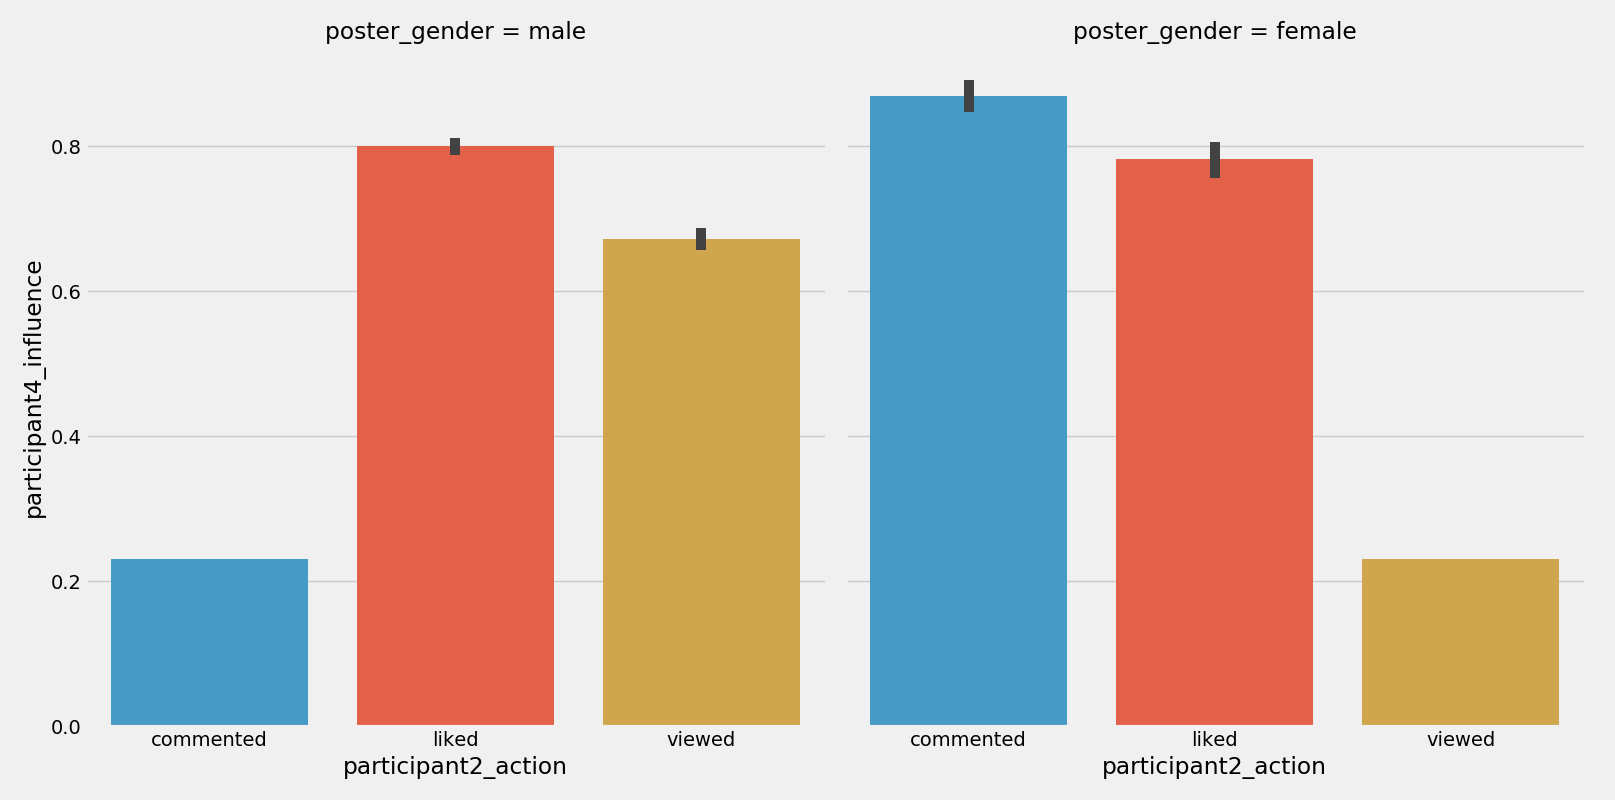 poster_gender = male
poster_gender = female
participant4_influence
0.8
0.6
0.4
0.2
0.0
commented liked viewed
commented liked viewed
participant2_action
participant2_action